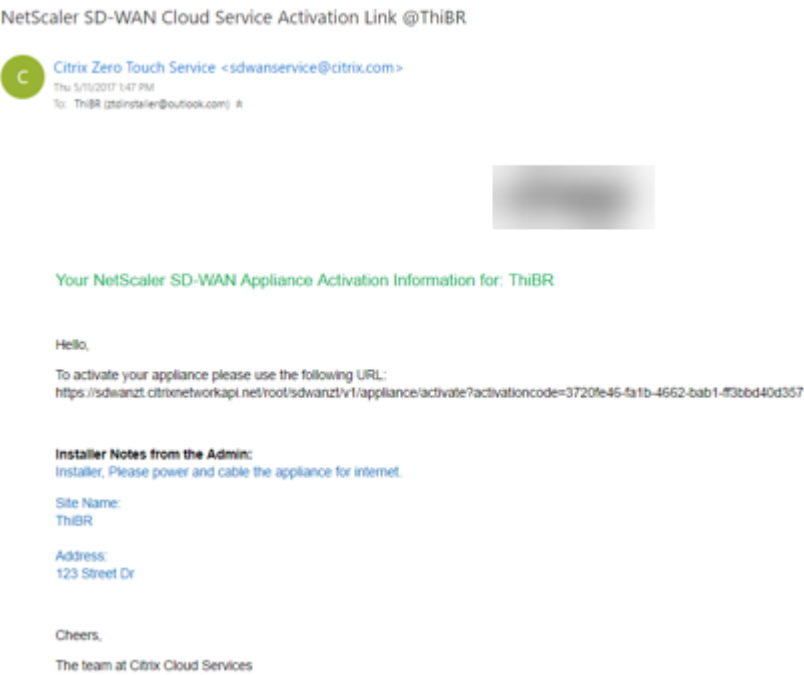 NetScaler SD-WAN Cloud Service Activation Link @ThiBR
C
Citrix Zero Touch Service <sdwanservice@citrix.com>
Thu 5/11/2017 1:47 PM
To: ThiBR (ztdinstaller@outlook.com)
Your NetScaler SD-WAN Appliance Activation Information for: ThiBR
Hello,
To activate your appliance please use the following URL:
https://sdwanzt.citrixnetworkapi.net/root/sdwanzt/v1/appliance/activate?activationcode=3720fe46-fa1b-4662-bab1-ff3bbd40d357
Installer Notes from the Admin:
Installer, Please power and cable the appliance for internet.
Site Name:
ThiBR
Address:
123 Street Dr
Cheers,
The team at Citrix Cloud Services